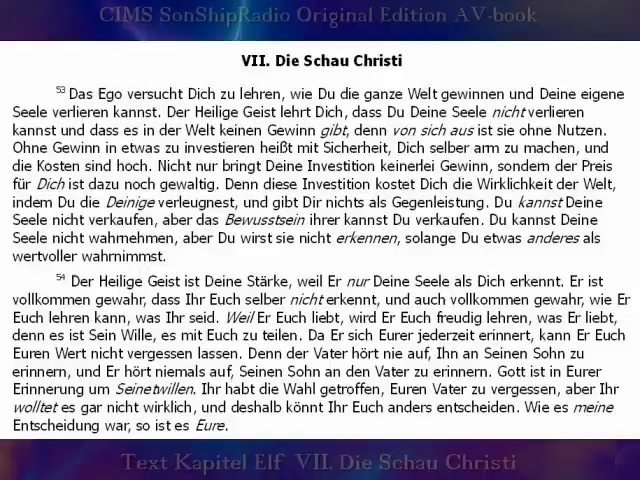 CIMS SonShipRadio Original Edition AV-book
VII. Die Schau Christi
53 Das Ego versucht Dich zu lehren, wie Du die ganze Welt gewinnen und Deine eigene
Seele verlieren kannst. Der Heilige Geist lehrt Dich, dass Du Deine Seele nicht verlieren
kannst und dass es in der Welt keinen Gewinn gibt, denn von sich aus ist sie ohne Nutzen.
Ohne Gewinn in etwas zu investieren heißt mit Sicherheit, Dich selber arm zu machen, und
die Kosten sind hoch. Nicht nur bringt Deine Investition keinerlei Gewinn, sondern der Preis
für Dich ist dazu noch gewaltig. Denn diese Investition kostet Dich die Wirklichkeit der Welt,
indem Du die Deinige verleugnest, und gibt Dir nichts als Gegenleistung. Du kannst Deine
Seele nicht verkaufen, aber das Bewusstsein ihrer kannst Du verkaufen. Du kannst Deine
Seele nicht wahrnehmen, aber Du wirst sie nicht erkennen, solange Du etwas anderes als
wertvoller wahrnimmst.
54 Der Heilige Geist ist Deine Stärke, weil Er nur Deine Seele als Dich erkennt. Er ist
vollkommen gewahr, dass Ihr Euch selber nicht erkennt, und auch vollkommen gewahr, wie Er
Euch lehren kann, was Ihr seid. Weil Er Euch liebt, wird Er Euch freudig lehren, was Er liebt,
denn es ist Sein Wille, es mit Euch zu teilen. Da Er sich Eurer jederzeit erinnert, kann Er Euch
Euren Wert nicht vergessen lassen. Denn der Vater hört nie auf, Ihn an Seinen Sohn zu
erinnern, und Er hört niemals auf, Seinen Sohn an den Vater zu erinnern. Gott ist in Eurer
Erinnerung um Seinetwillen. Ihr habt die Wahl getroffen, Euren Vater zu vergessen, aber Ihr
wolltet es gar nicht wirklich, und deshalb könnt Ihr Euch anders entscheiden. Wie es meine
Entscheidung war, so ist es Eure.
Text Kapitel Elf VII. Die Schau Christi